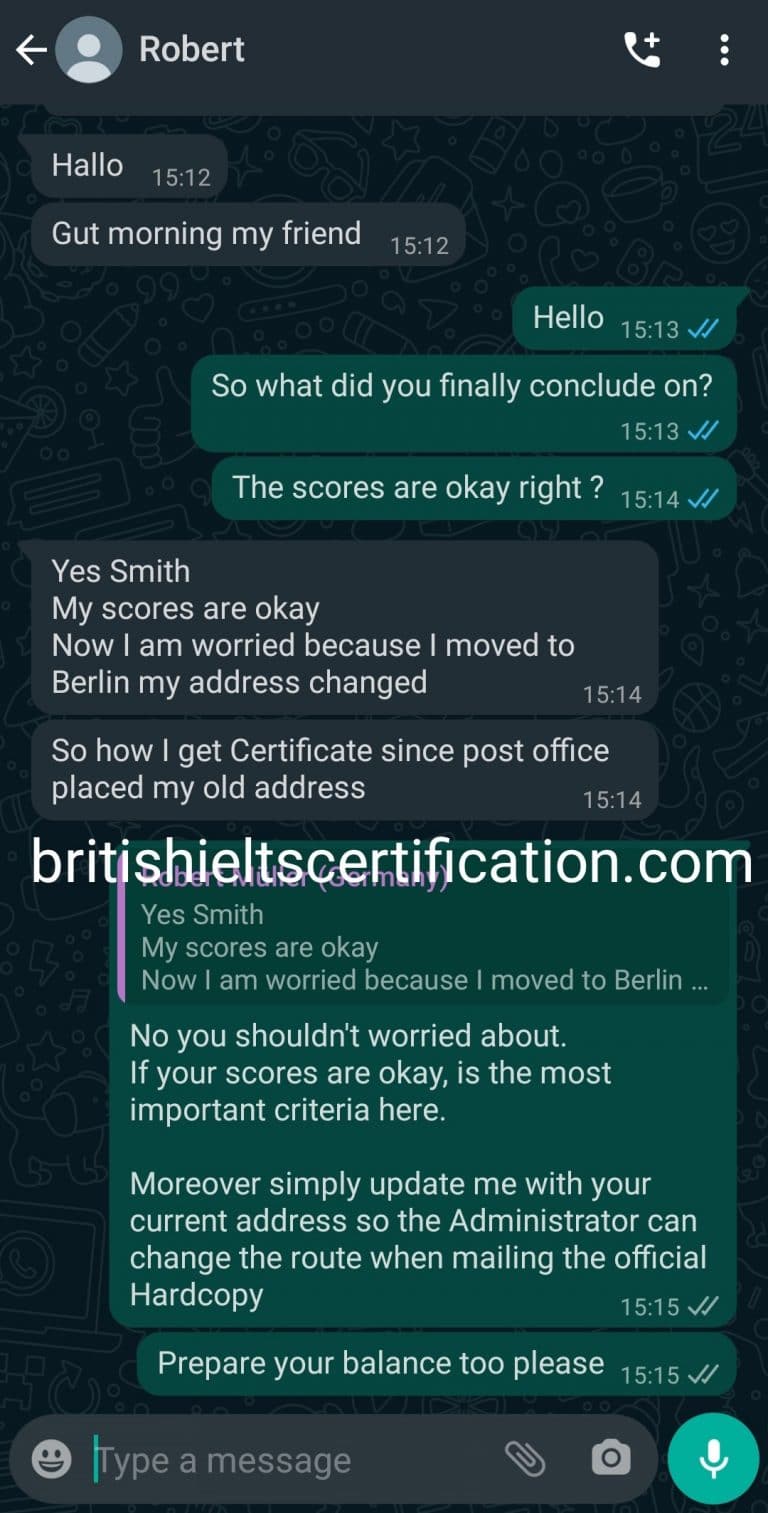 Robert
Hallo 15:12
Gut morning my friend 15:12
Hello 15:13
So what did you finally conclude on?
15:13
The scores are okay right ? 15:14
Yes Smith
My scores are okay
Now I am worried because I moved to
Berlin my address changed 15:14
So how I get Certificate since post office
placed my old address 15:14
britishieltscertification.com
Robert Müller (Germany)
Yes Smith
My scores are okay
Now I am worried because I moved to Berlin ...
No you shouldn't worried about.
If your scores are okay, is the most
important criteria here.
Moreover simply update me with your
current address so the Administrator can
change the route when mailing the official
Hardcopy 15:15
Prepare your balance too please 15:15
Type a message